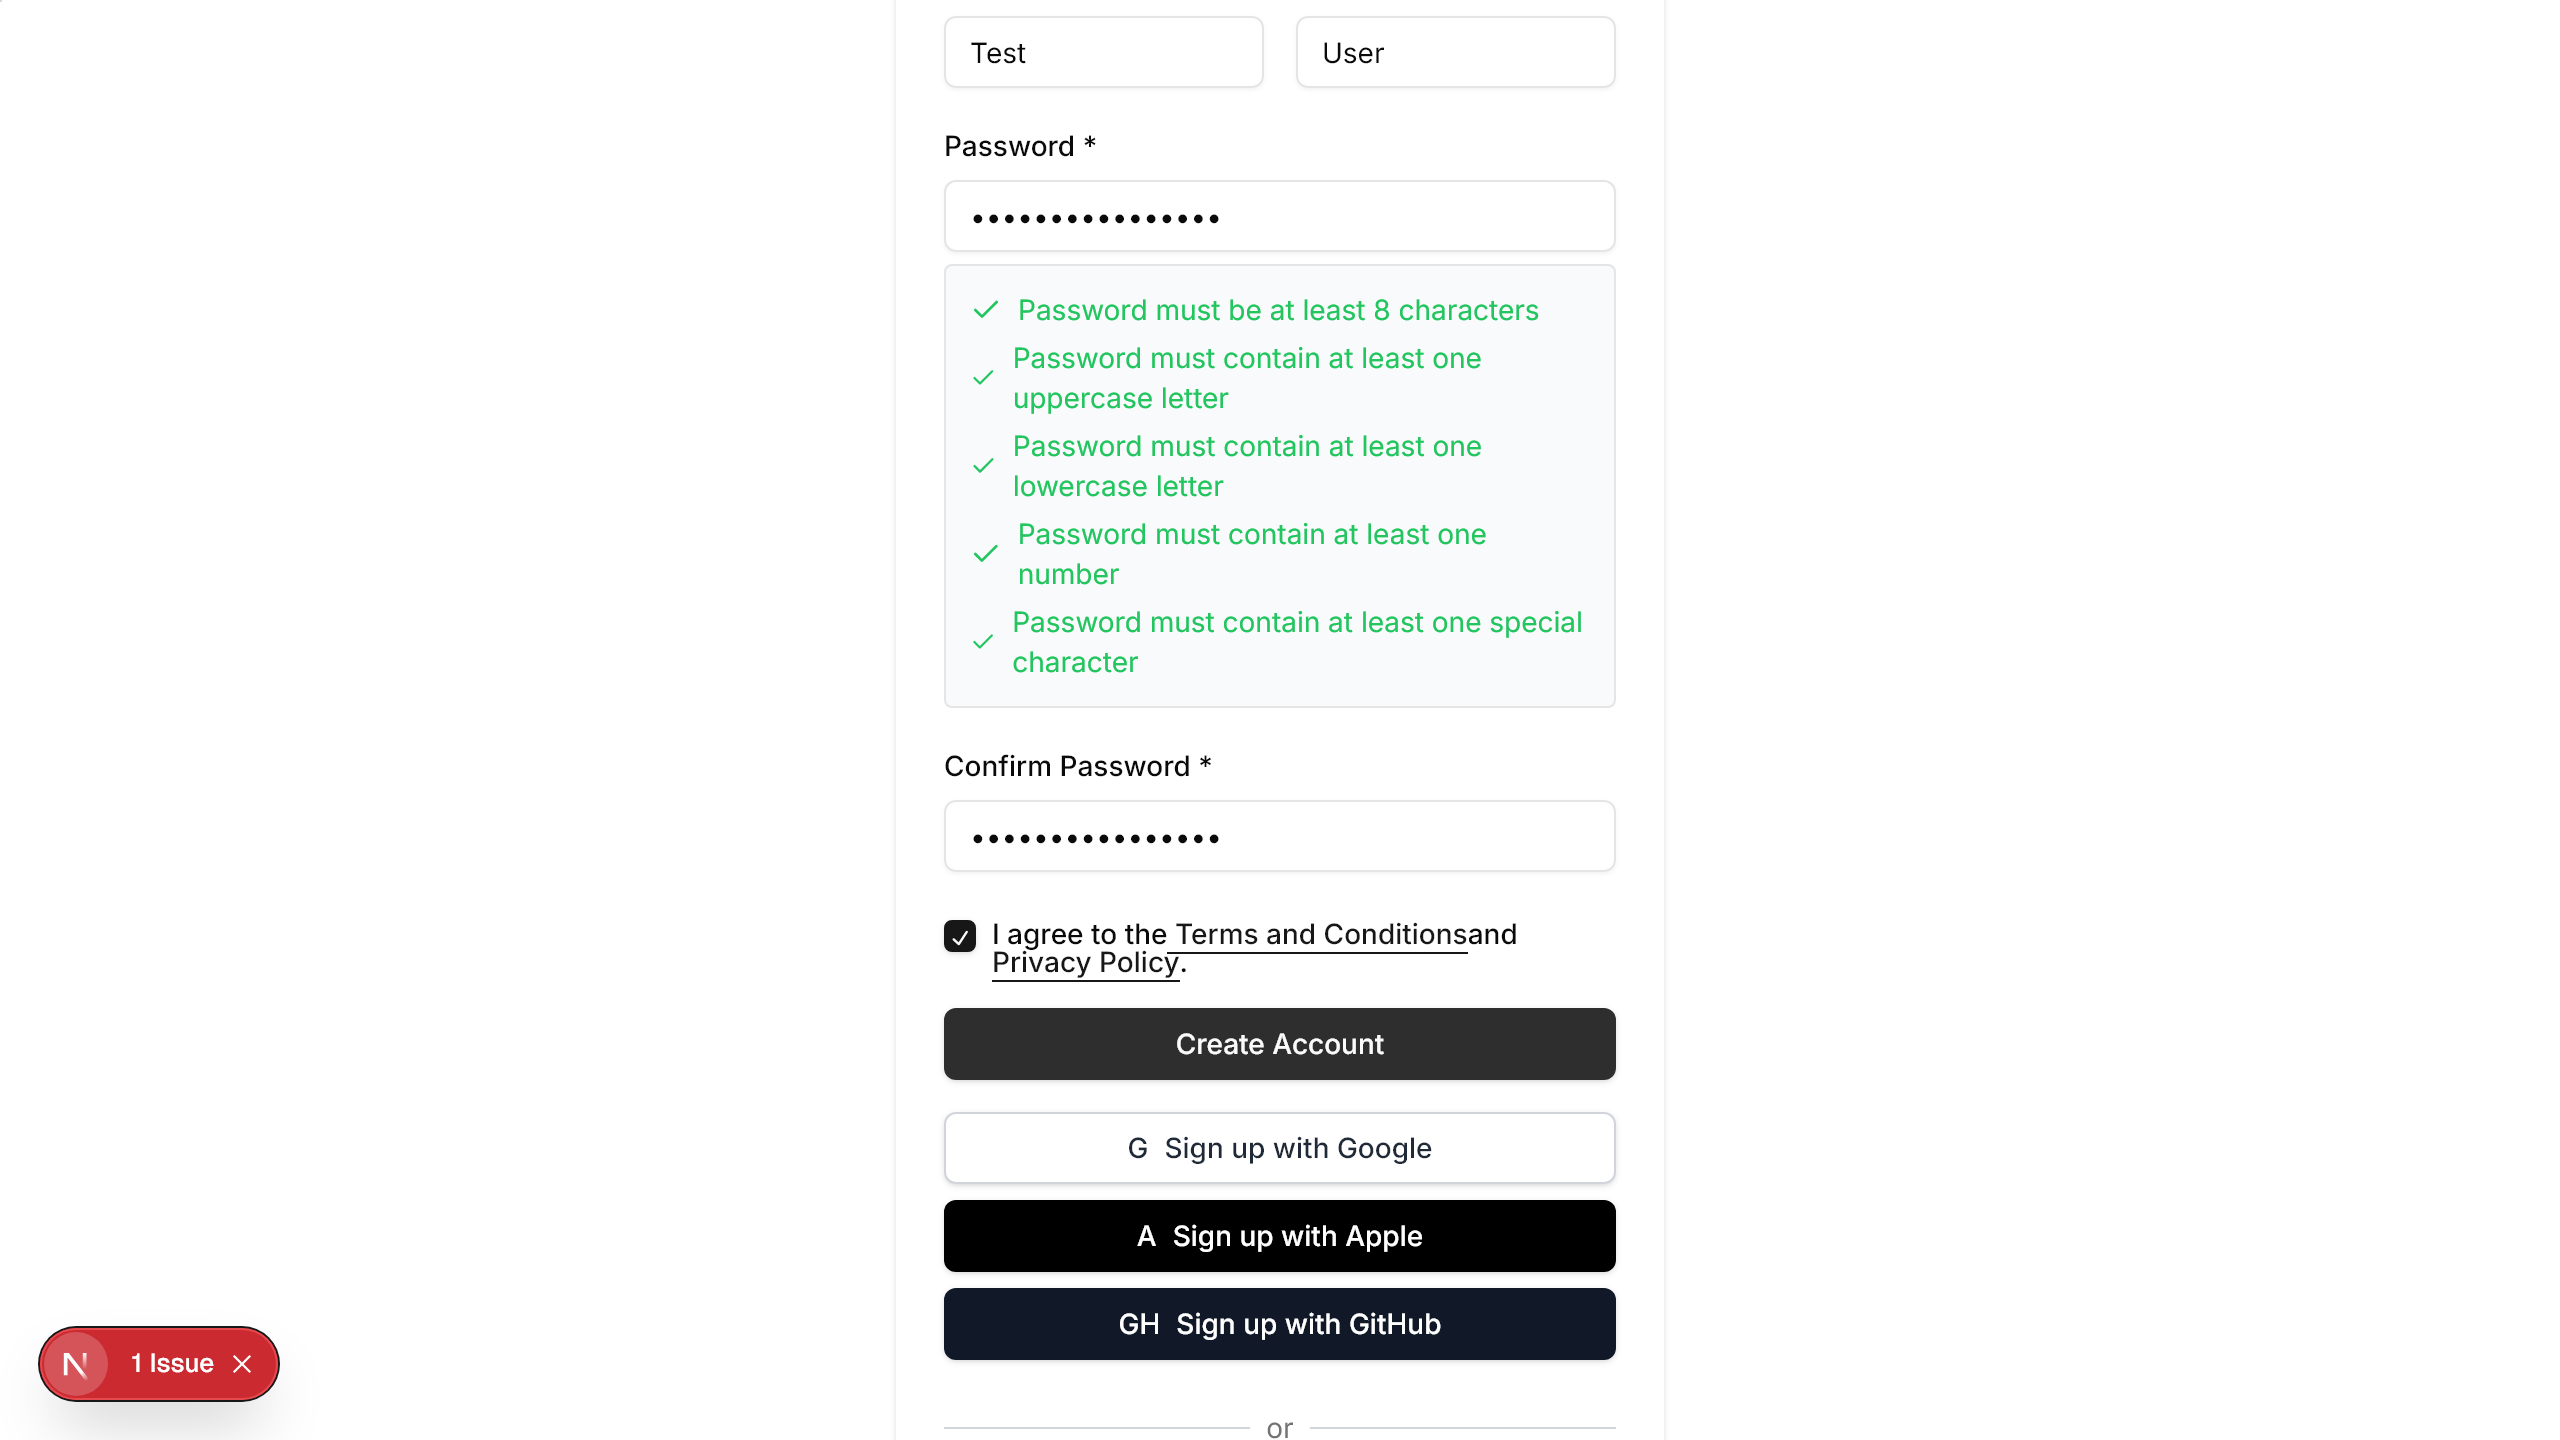 Test
User
Password *
••••••••••••••••
Password must be at least 8 characters
Password must contain at least one
uppercase letter
Password must contain at least one
lowercase letter
Password must contain at least one
number
Password must contain at least one special
character
Confirm Password *
••••••••••••••••
I agree to the Terms and Conditionsand
Privacy Policy.
Create Account
G Sign up with Google
A Sign up with Apple
GH Sign up with GitHub
N 1 Issue
or